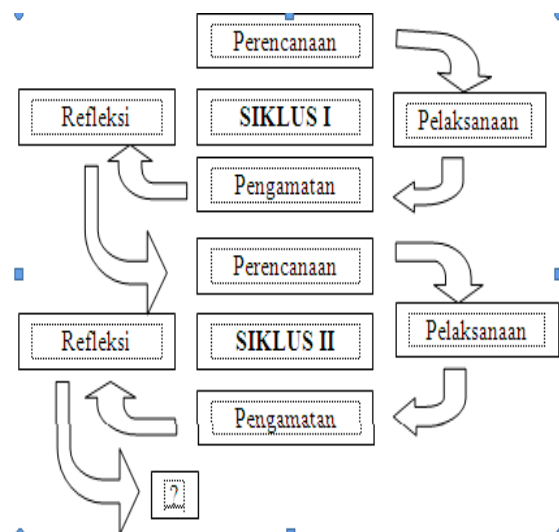 Perencanaan
Refleksi
SIKLUS I
Pelaksanaan
Pengamatan
Perencanaan
Refleksi
SIKLUS II
Pelaksanaan
Pengamatan
?